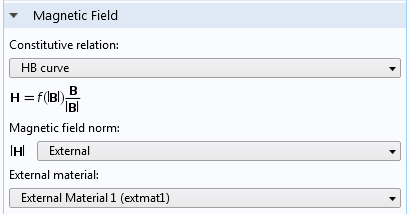 Magnetic Field
Constitutive relation:
HB curve
H = f(|B|) B/|B|
Magnetic field norm:
|H| External
External material:
External Material 1 (extmat1)